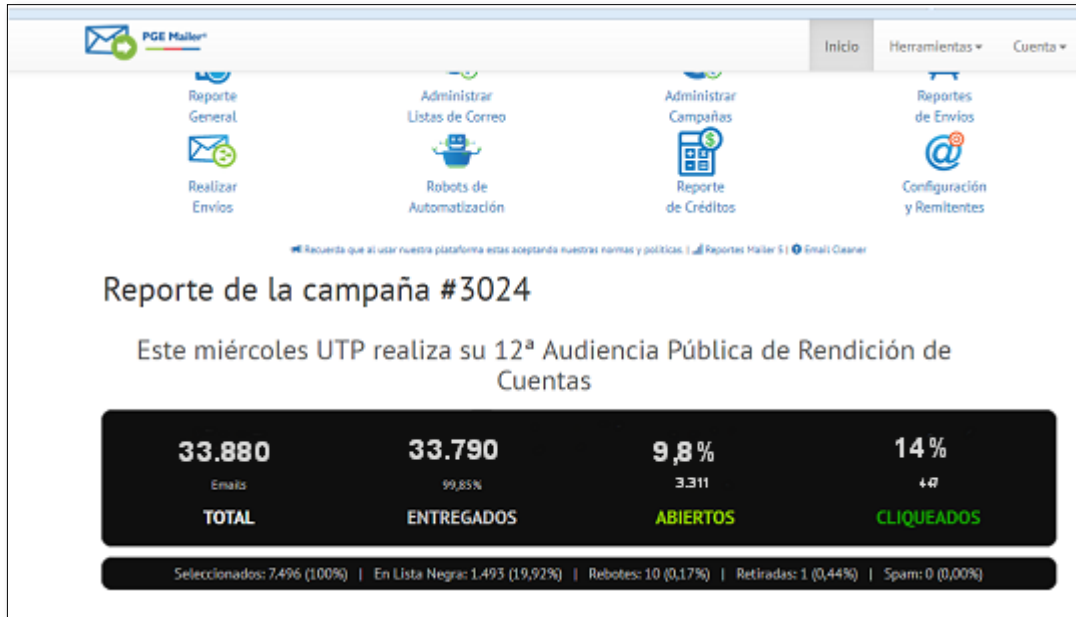 PGE Mailer®
Inicio Herramientas Cuenta
Reporte General
Administrar Listas de Correo
Administrar Campañas
Reportes de Envíos
Realizar Envíos
Robots de Automatización
Reporte de Créditos
Configuración y Remitentes
Recuerda que al usar nuestra plataforma estas aceptando nuestras normas y políticas. | Reportes Mailer 5 | Email Cleaner
Reporte de la campaña #3024
Este miércoles UTP realiza su 12ª Audiencia Pública de Rendición de
Cuentas
33.880 33.790 9,8% 14%
Emails 99,85% 3.311
TOTAL ENTREGADOS ABIERTOS CLIQUEADOS
Seleccionados: 7.496 (100%) | En Lista Negra: 1.493 (19,92%) | Rebotes: 10 (0,17%) | Retiradas: 1 (0,44%) | Spam: 0 (0,00%)